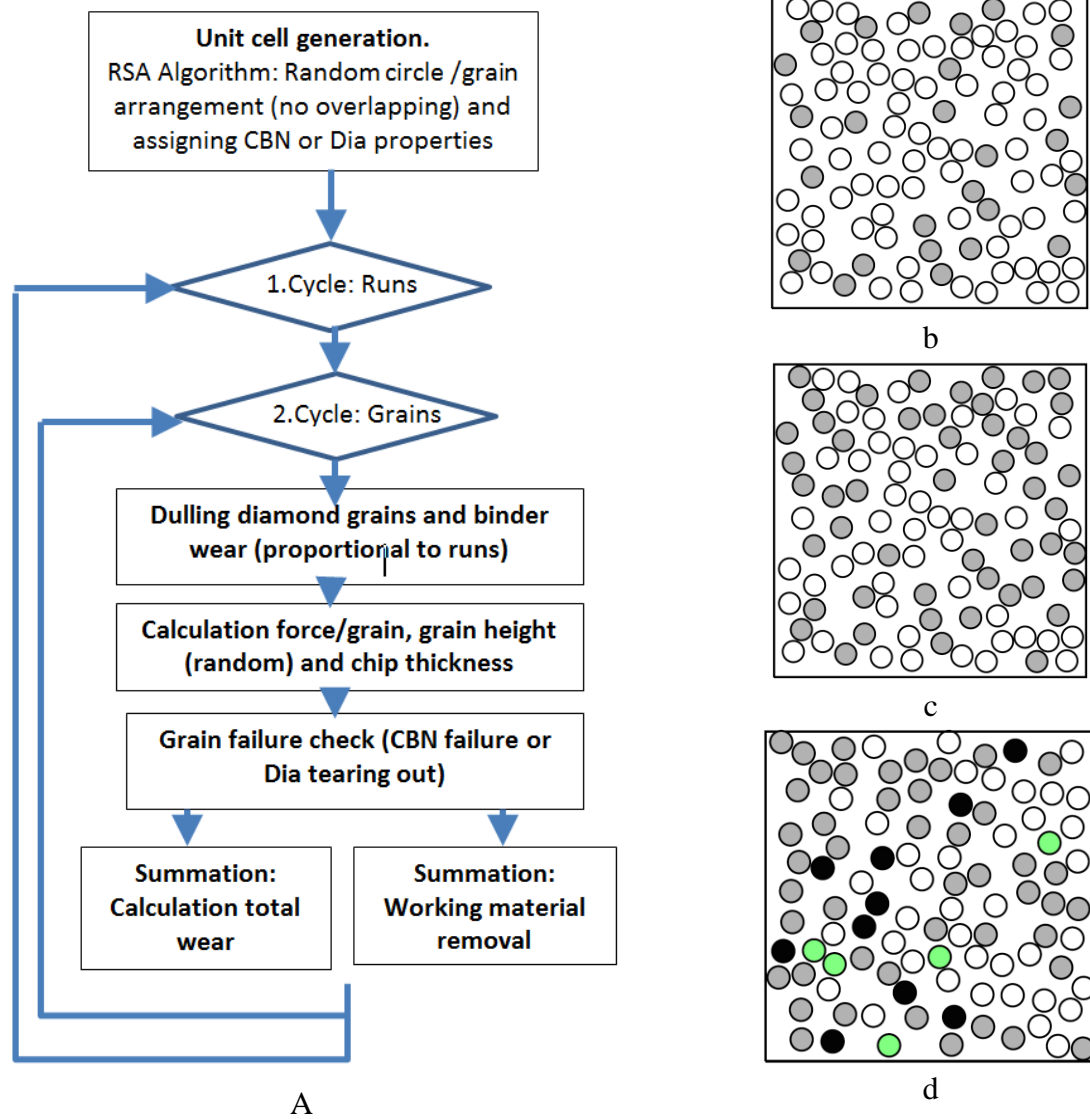 Unit cell generation.
RSA Algorithm: Random circle /grain
arrangement (no overlapping) and
assigning CBN or Dia properties
1.Cycle: Runs
2.Cycle: Grains
Dulling diamond grains and binder
wear (proportional to runs)
Calculation force/grain, grain height
(random) and chip thickness
Grain failure check (CBN failure or
Dia tearing out)
Summation:
Calculation total
wear
Summation:
Working material
removal
A
b
c
d